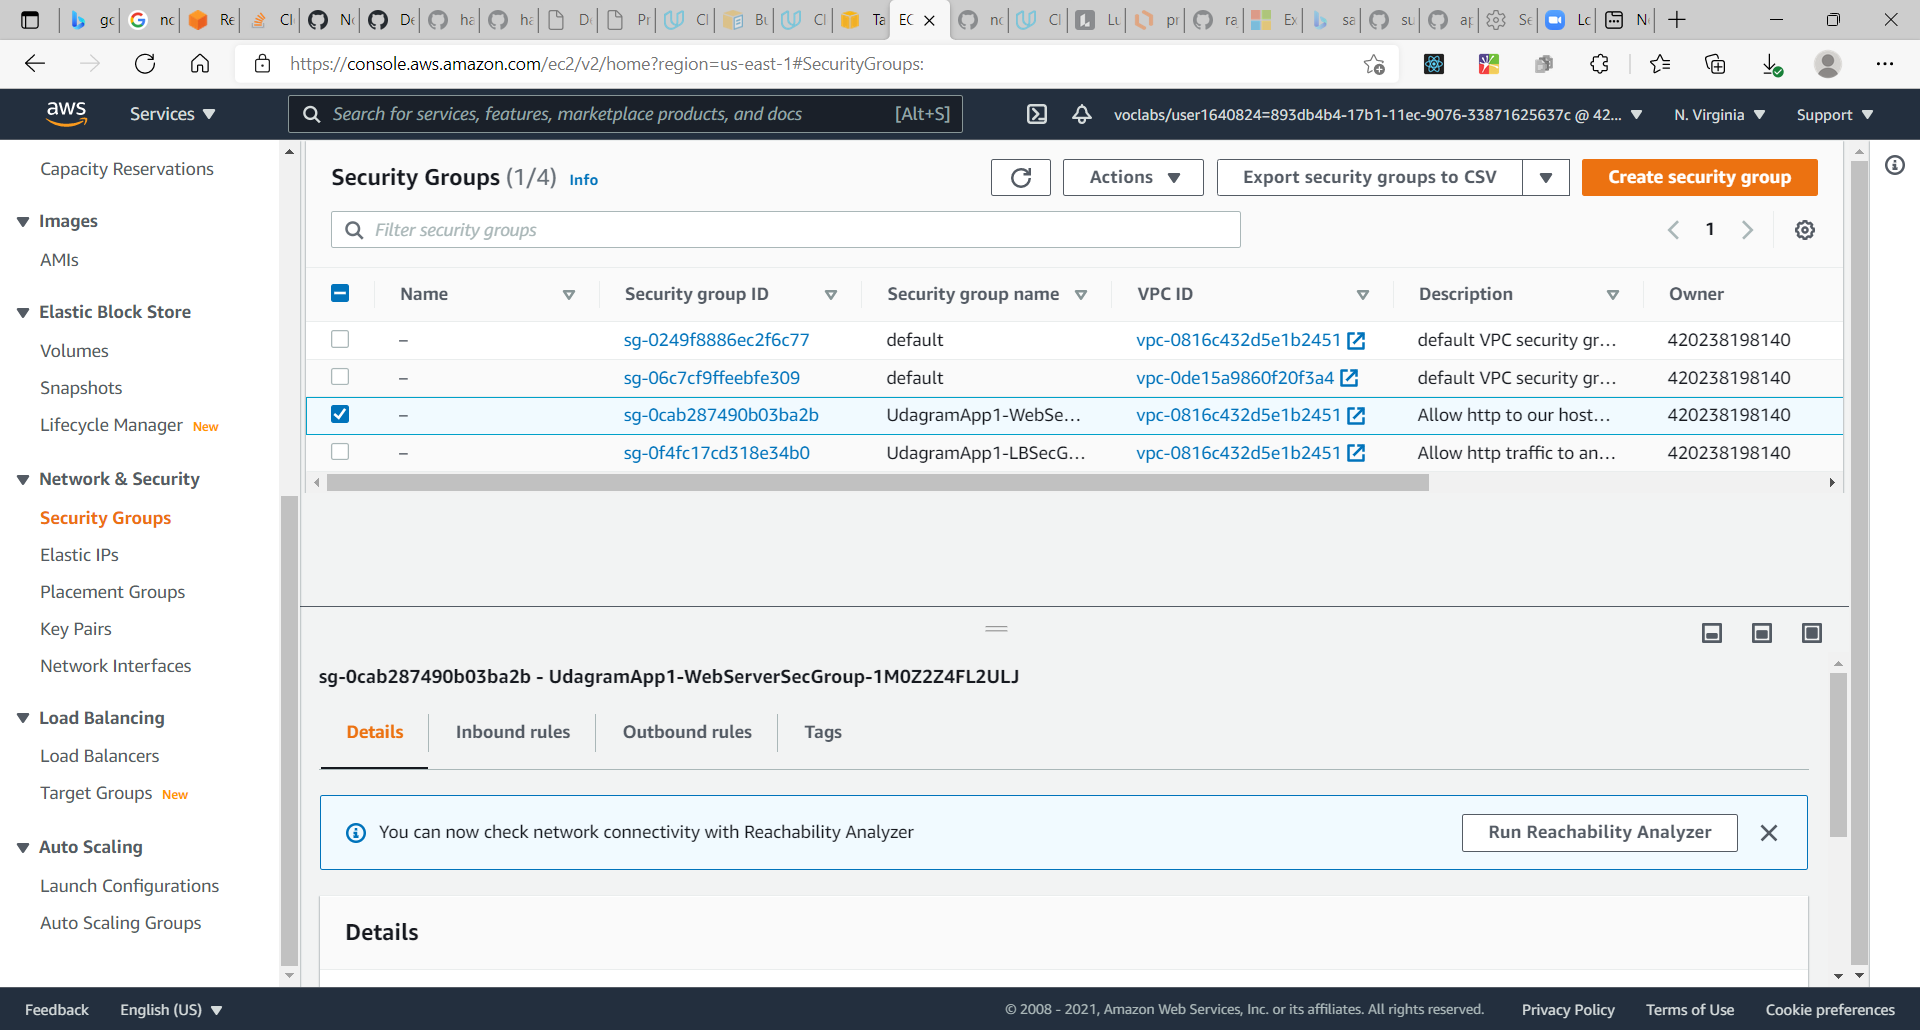 gc
nc
Re
Cl
No
De
ha
ha
De
Pr
Cl
Bu
Cl
Ta
EC
nc
Cl
Lu
pr
ra
Ex
sa
su
ap
Se
Lc
N
https://console.aws.amazon.com/ec2/v2/home?region=us-east-1#SecurityGroups:
aws
Services
Search for services, features, marketplace products, and docs
[Alt+S]
voclabs/user1640824=893db4b4-17b1-11ec-9076-33871625637c @ 42...
N. Virginia
Support
Capacity Reservations
Images
AMIs
Elastic Block Store
Volumes
Snapshots
Lifecycle Manager New
Network & Security
Security Groups
Elastic IPs
Placement Groups
Key Pairs
Network Interfaces
Load Balancing
Load Balancers
Target Groups New
Auto Scaling
Launch Configurations
Auto Scaling Groups
Security Groups (1/4) Info
Actions
Export security groups to CSV
Create security group
Filter security groups
1
Name Security group ID Security group name VPC ID Description Owner
– sg-0249f8886ec2f6c77 default vpc-0816c432d5e1b2451 default VPC security gr... 420238198140
– sg-06c7cf9ffeebfe309 default vpc-0de15a9860f20f3a4 default VPC security gr... 420238198140
– sg-0cab287490b03ba2b UdagramApp1-WebSe... vpc-0816c432d5e1b2451 Allow http to our host... 420238198140
– sg-0f4fc17cd318e34b0 UdagramApp1-LBSecG... vpc-0816c432d5e1b2451 Allow http traffic to an... 420238198140
sg-0cab287490b03ba2b - UdagramApp1-WebServerSecGroup-1M0Z2Z4FL2ULJ
Details
Inbound rules
Outbound rules
Tags
You can now check network connectivity with Reachability Analyzer
Run Reachability Analyzer
Details
Feedback
English (US)
© 2008 - 2021, Amazon Web Services, Inc. or its affiliates. All rights reserved.
Privacy Policy
Terms of Use
Cookie preferences